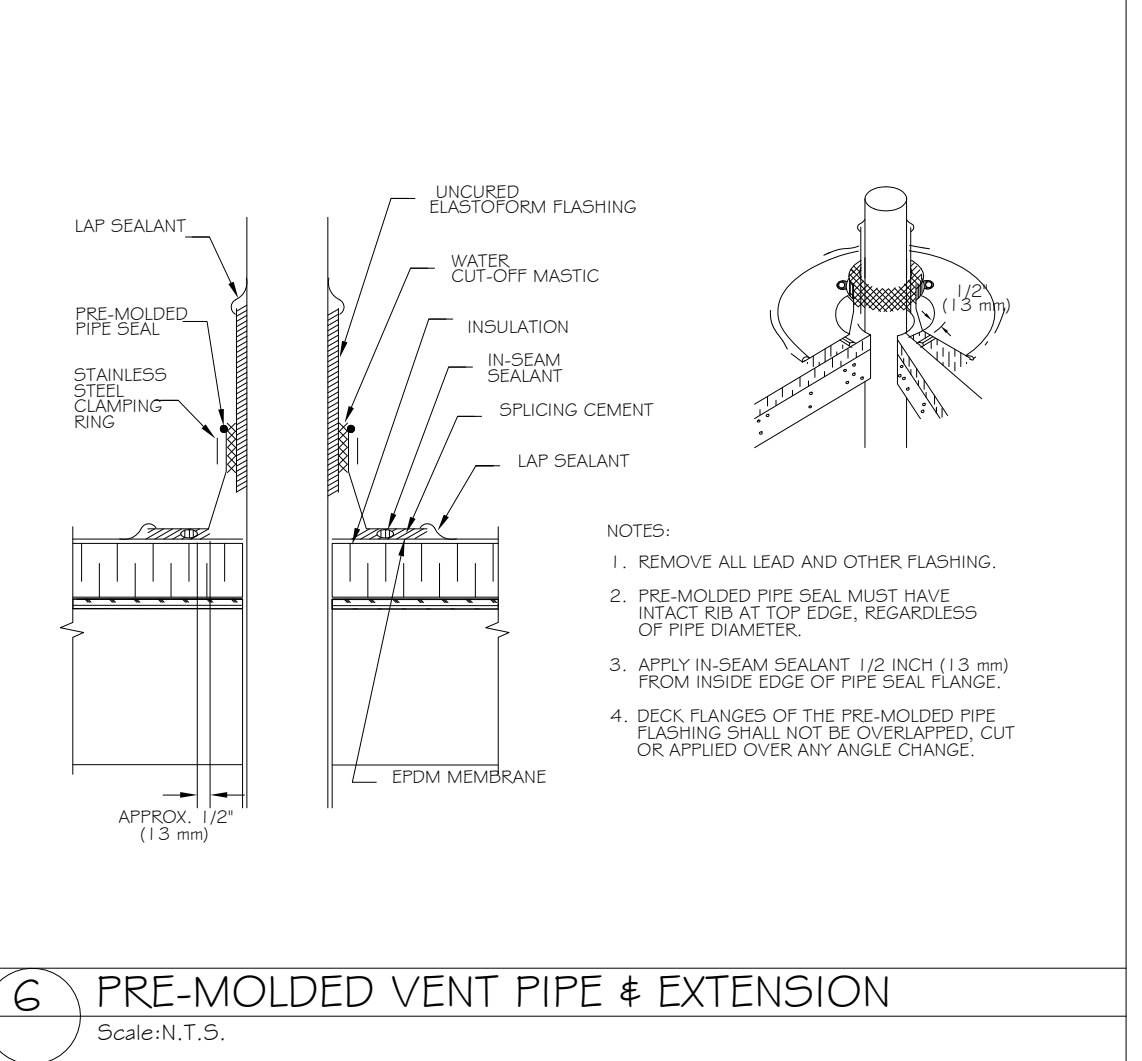 UNCURED
ELASTOFORM FLASHING
LAP SEALANT
WATER
CUT-OFF MASTIC
PRE-MOLDED
PIPE SEAL
INSULATION
IN-SEAM
SEALANT
STAINLESS
STEEL
CLAMPING
RING
SPLICING CEMENT
LAP SEALANT
1/2"
(13 mm)
EPDM MEMBRANE
APPROX. 1/2"
(13 mm)
NOTES:
1. REMOVE ALL LEAD AND OTHER FLASHING.
2. PRE-MOLDED PIPE SEAL MUST HAVE
INTACT RIB AT TOP EDGE, REGARDLESS
OF PIPE DIAMETER.
3. APPLY IN-SEAM SEALANT 1/2 INCH (13 mm)
FROM INSIDE EDGE OF PIPE SEAL FLANGE.
4. DECK FLANGES OF THE PRE-MOLDED PIPE
FLASHING SHALL NOT BE OVERLAPPED, CUT
OR APPLIED OVER ANY ANGLE CHANGE.
6 PRE-MOLDED VENT PIPE & EXTENSION
Scale:N.T.S.